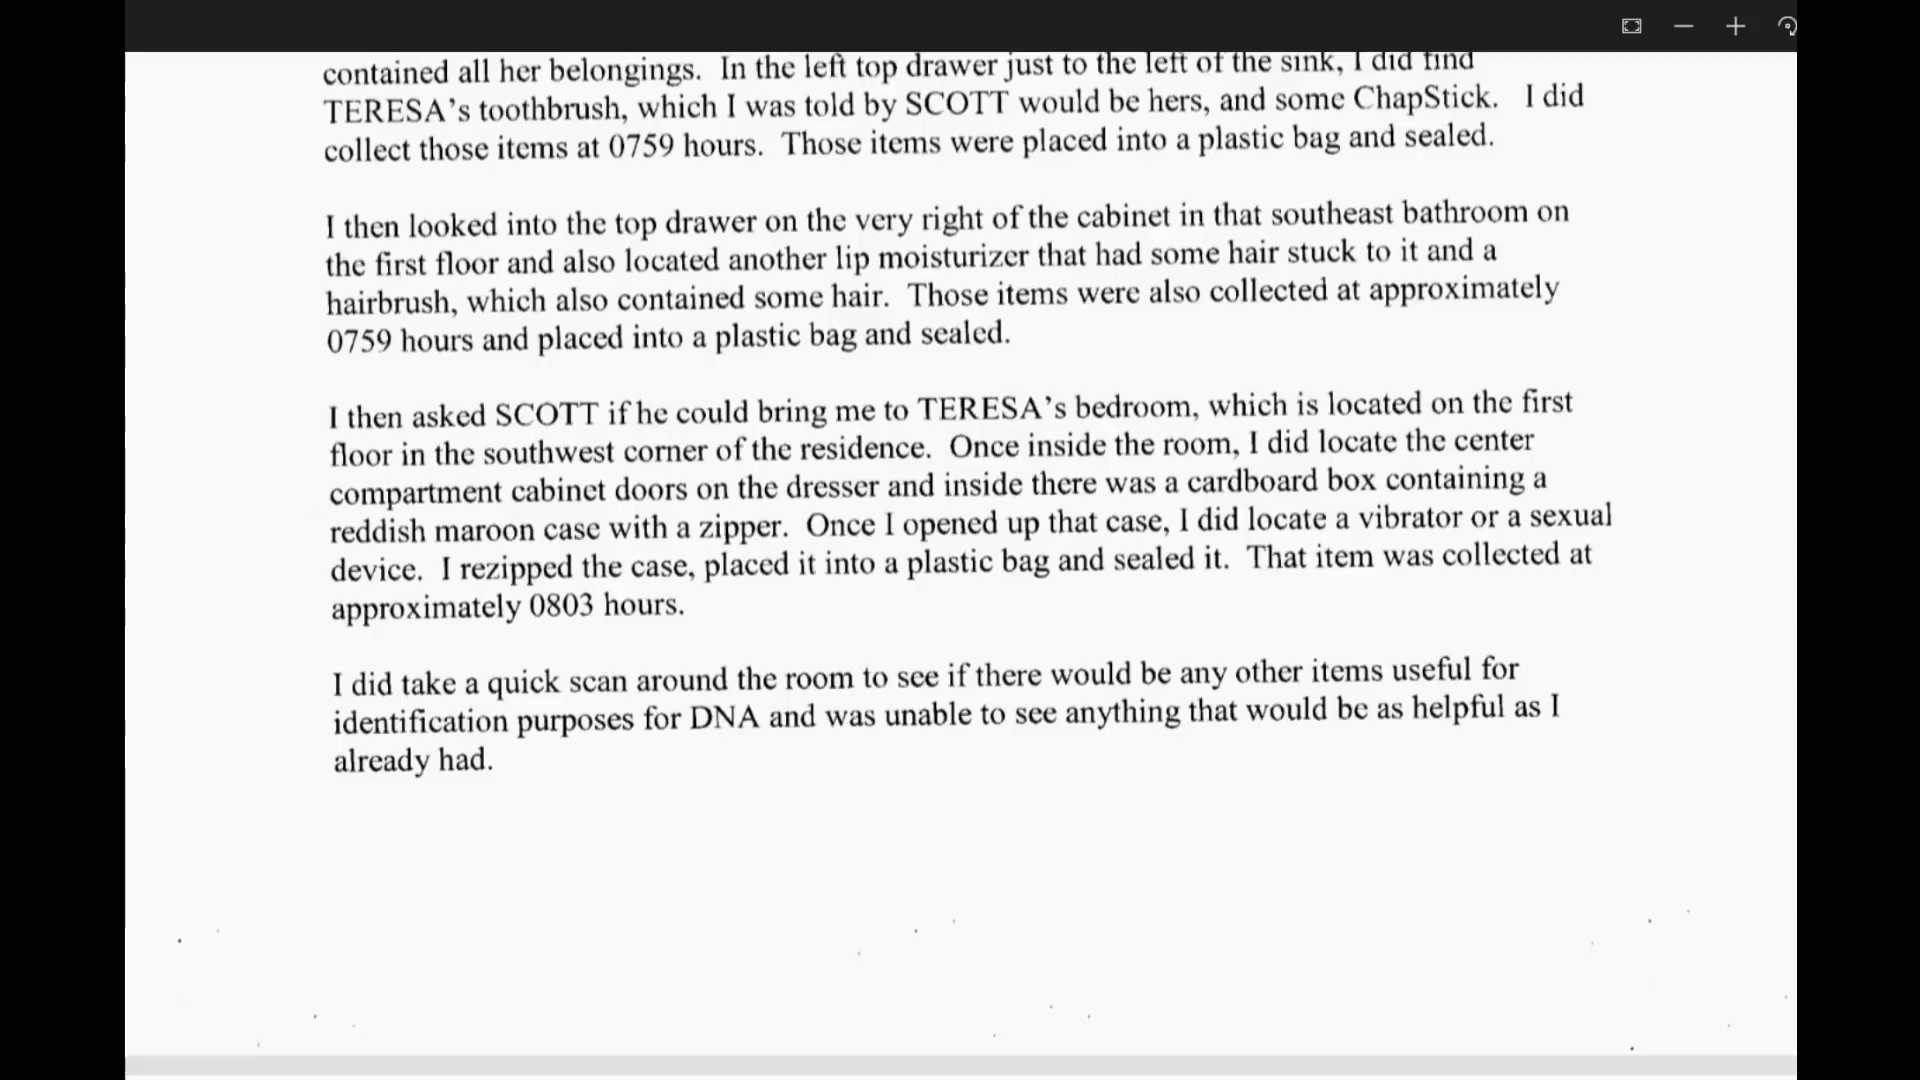 contained all her belongings. In the left top drawer just to the left of the sink, I did find
TERESA's toothbrush, which I was told by SCOTT would be hers, and some ChapStick. I did
collect those items at 0759 hours. Those items were placed into a plastic bag and sealed.
I then looked into the top drawer on the very right of the cabinet in that southeast bathroom on
the first floor and also located another lip moisturizer that had some hair stuck to it and a
hairbrush, which also contained some hair. Those items were also collected at approximately
0759 hours and placed into a plastic bag and sealed.
I then asked SCOTT if he could bring me to TERESA's bedroom, which is located on the first
floor in the southwest corner of the residence. Once inside the room, I did locate the center
compartment cabinet doors on the dresser and inside there was a cardboard box containing a
reddish maroon case with a zipper. Once I opened up that case, I did locate a vibrator or a sexual
device. I rezipped the case, placed it into a plastic bag and sealed it. That item was collected at
approximately 0803 hours.
I did take a quick scan around the room to see if there would be any other items useful for
identification purposes for DNA and was unable to see anything that would be as helpful as I
already had.